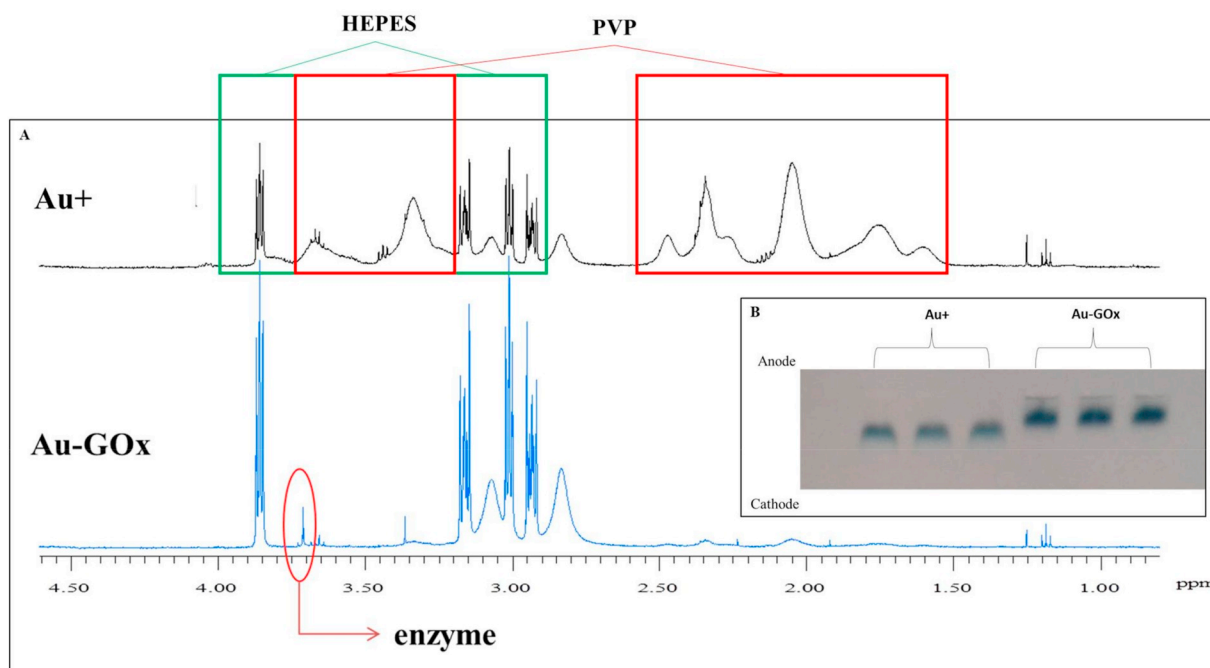 HEPES PVP
A
Au+
B
Au+ Au-GOx
Anode
Au-GOx
Cathode
4.50 4.00 3.50 3.00 2.50 2.00 1.50 1.00 ppm
enzyme